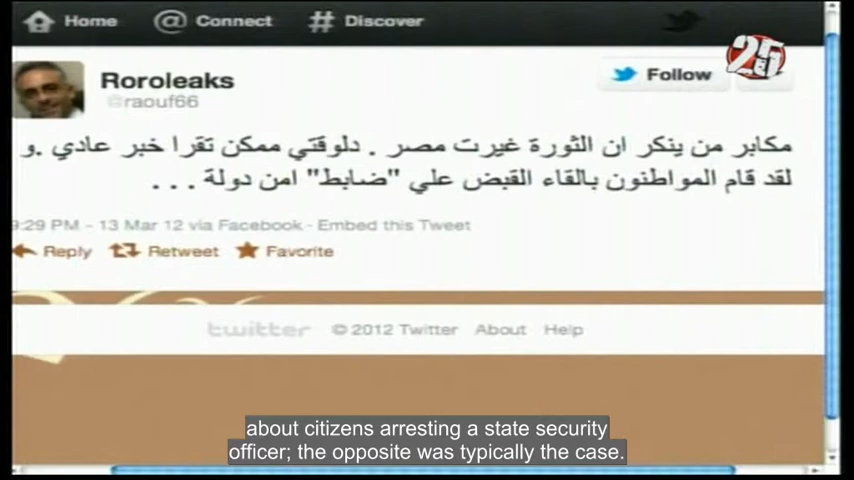 Home @ Connect # Discover
25
Roroleaks
@raouf66
Follow
مكابر من ينكر ان الثورة غيرت مصر . دلوقتي ممكن تقرا خبر عادي .و
لقد قام المواطنون بالقاء القبض علي "ضابط" امن دولة . . .
9:29 PM - 13 Mar 12 via Facebook · Embed this Tweet
Reply Retweet Favorite
twitter © 2012 Twitter About Help
about citizens arresting a state security
officer; the opposite was typically the case.